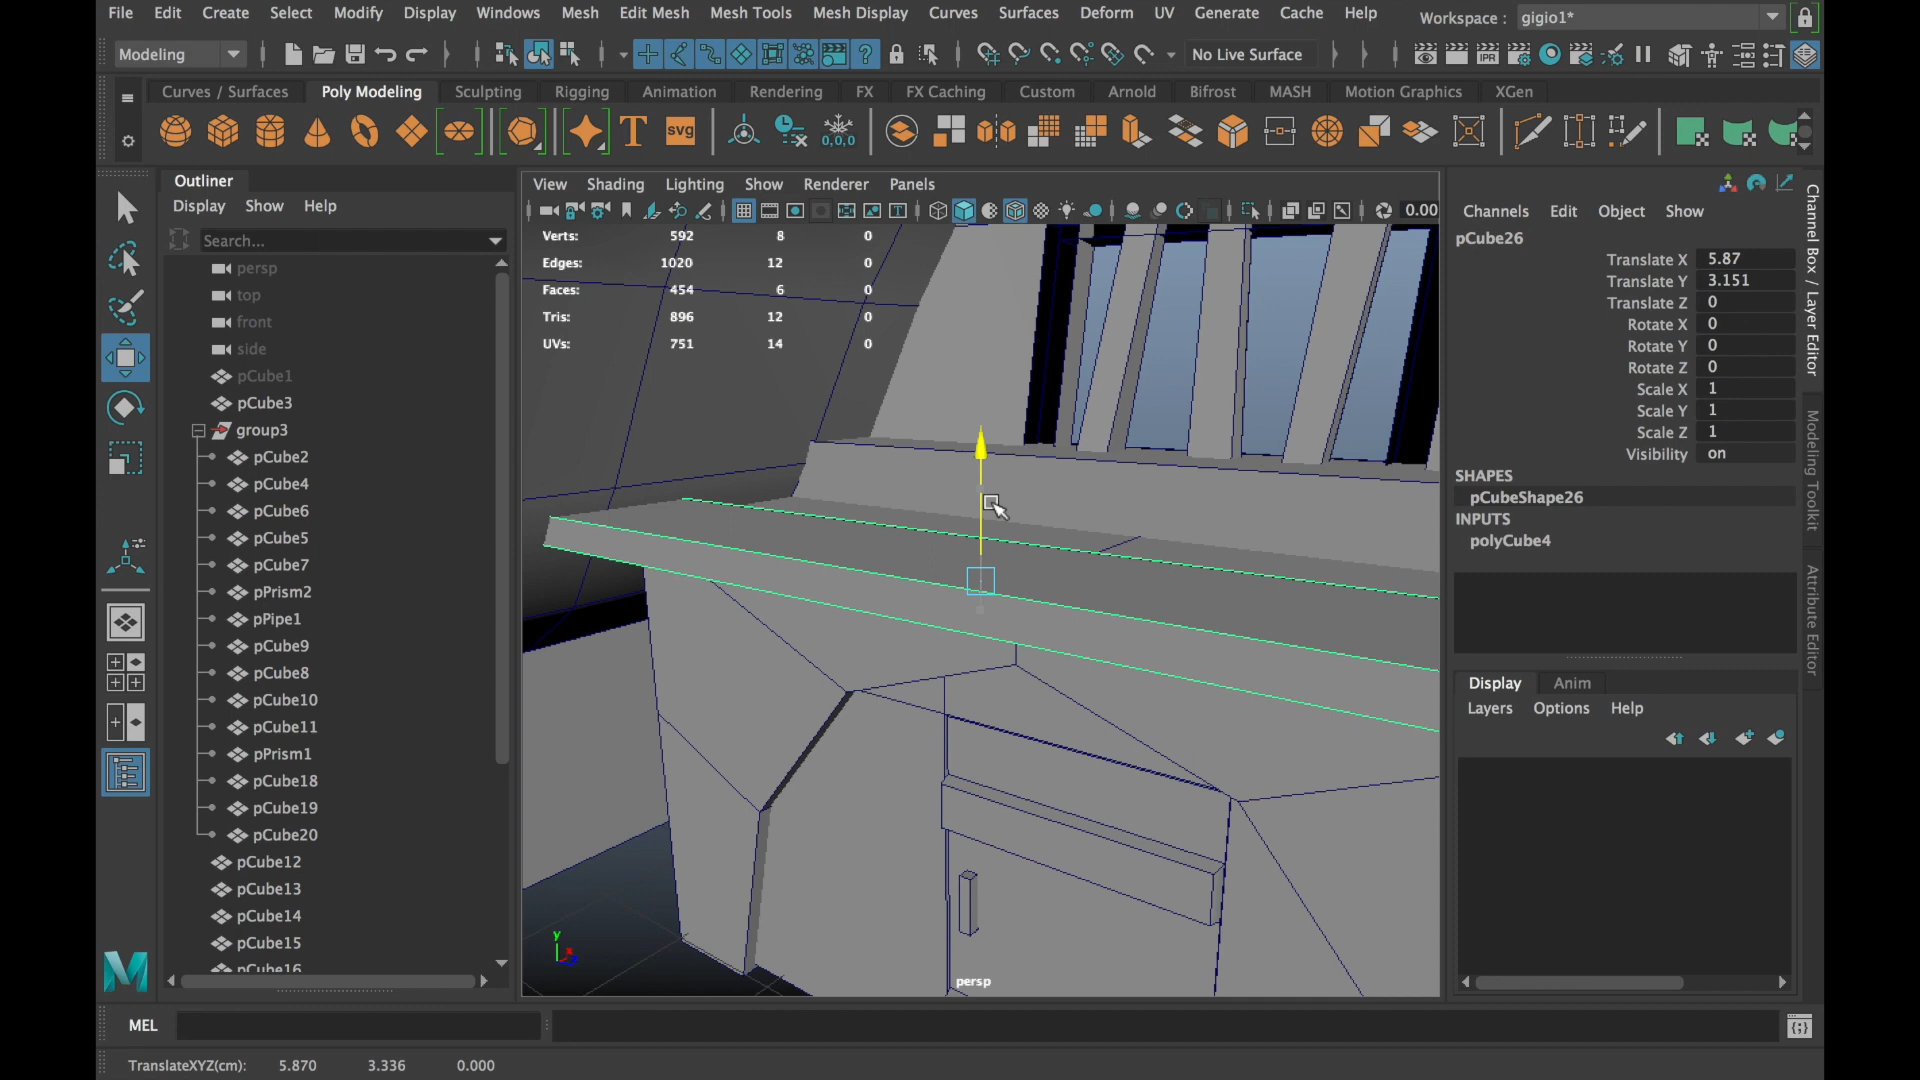 File Edit Create Select Modify Display Windows Mesh Edit Mesh Mesh Tools Mesh Display Curves Surfaces Deform UV Generate Cache Help Workspace : gigio1*
Modeling No Live Surface
Curves / Surfaces Poly Modeling Sculpting Rigging Animation Rendering FX FX Caching Custom Arnold Bifrost MASH Motion Graphics XGen
IPR
T svg 0,0,0
Outliner
Display Show Help
Search...
persp
top
front
side
pCube1
pCube3
group3
pCube2
pCube4
pCube6
pCube5
pCube7
pPrism2
pPipe1
pCube9
pCube8
pCube10
pCube11
pPrism1
pCube18
pCube19
pCube20
pCube12
pCube13
pCube14
pCube15
pCube16
View Shading Lighting Show Renderer Panels
0.00
Verts: 592 8 0
Edges: 1020 12 0
Faces: 454 6 0
Tris: 896 12 0
UVs: 751 14 0
y
x
persp
Channels Edit Object Show
pCube26
Translate X 5.87
Translate Y 3.151
Translate Z 0
Rotate X 0
Rotate Y 0
Rotate Z 0
Scale X 1
Scale Y 1
Scale Z 1
Visibility on
SHAPES
pCubeShape26
INPUTS
polyCube4
Display Anim
Layers Options Help
Channel Box / Layer Editor
Modeling Toolkit
Attribute Editor
MEL
TranslateXYZ(cm): 5.870 3.336 0.000